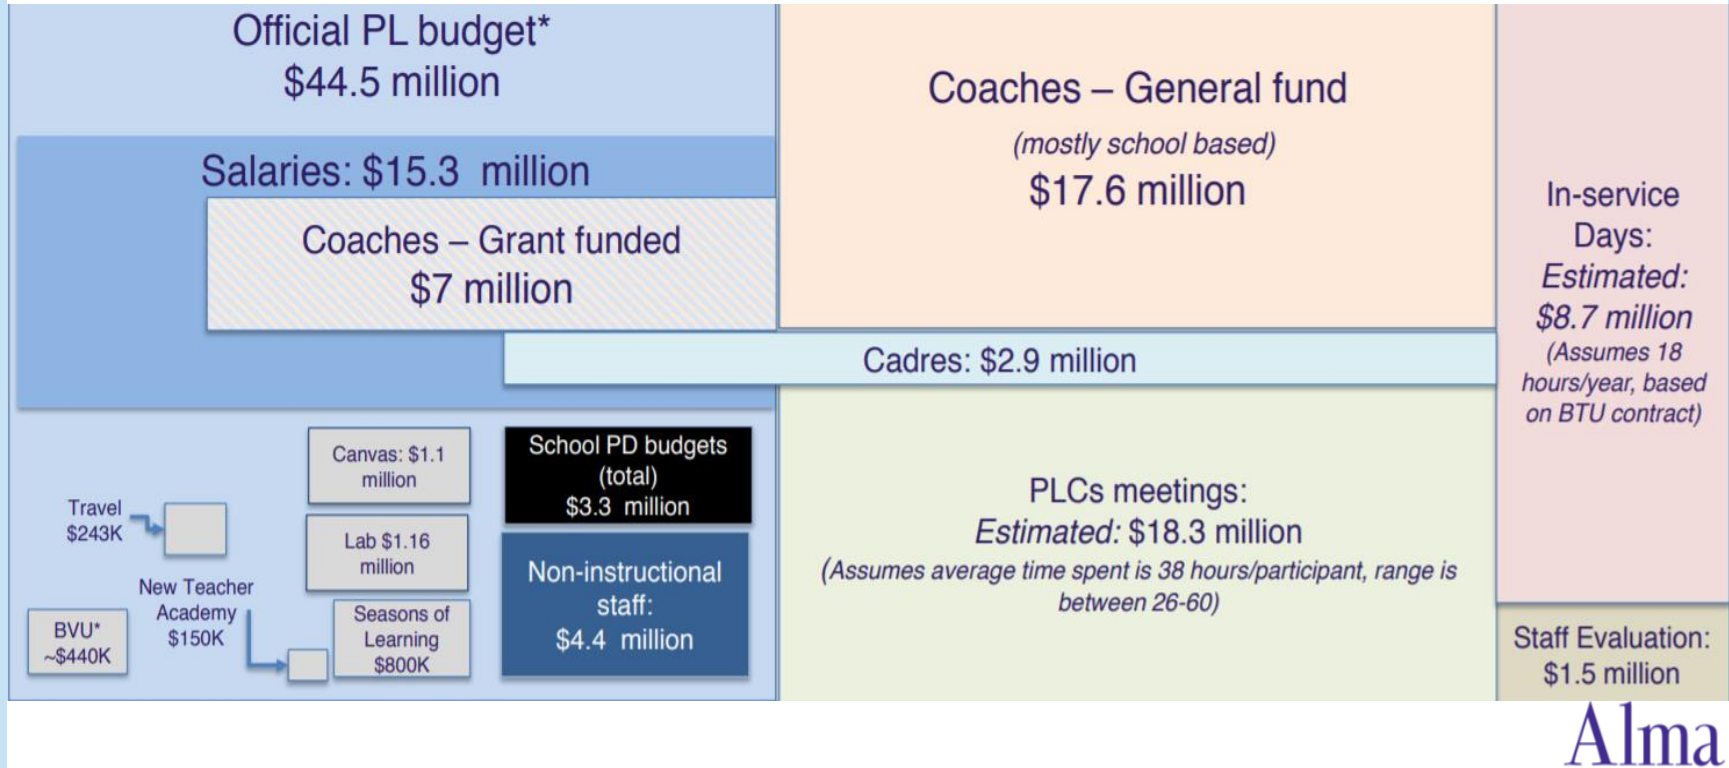 Official PL budget*
$44.5 million
Salaries: $15.3 million
Coaches – Grant funded
$7 million
Coaches – General fund
(mostly school based)
$17.6 million
In-service
Days:
Estimated:
$8.7 million
(Assumes 18
hours/year, based
on BTU contract)
Cadres: $2.9 million
Canvas: $1.1
million
School PD budgets
(total)
$3.3 million
Travel
$243K
Lab $1.16
million
Non-instructional
staff:
$4.4 million
New Teacher
Academy
$150K
BVU*
~$440K
Seasons of
Learning
$800K
PLCs meetings:
Estimated: $18.3 million
(Assumes average time spent is 38 hours/participant, range is
between 26-60)
Staff Evaluation:
$1.5 million
Alma